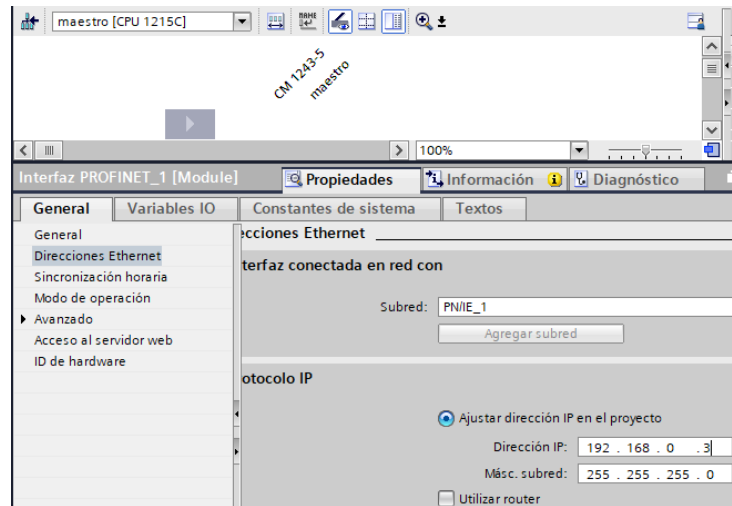 maestro [CPU 1215C]
CM 1243-5
maestro
100%
Interfaz PROFINET_1 [Module]
Propiedades
Información
Diagnóstico
General
Variables IO
Constantes de sistema
Textos
General
Direcciones Ethernet
Sincronización horaria
Modo de operación
Avanzado
Acceso al servidor web
ID de hardware
ecciones Ethernet
nterfaz conectada en red con
Subred:
PN/IE_1
Agregar subred
otocolo IP
Ajustar dirección IP en el proyecto
Dirección IP:
192 . 168 . 0 .3
Másc. subred:
255 . 255 . 255 . 0
Utilizar router